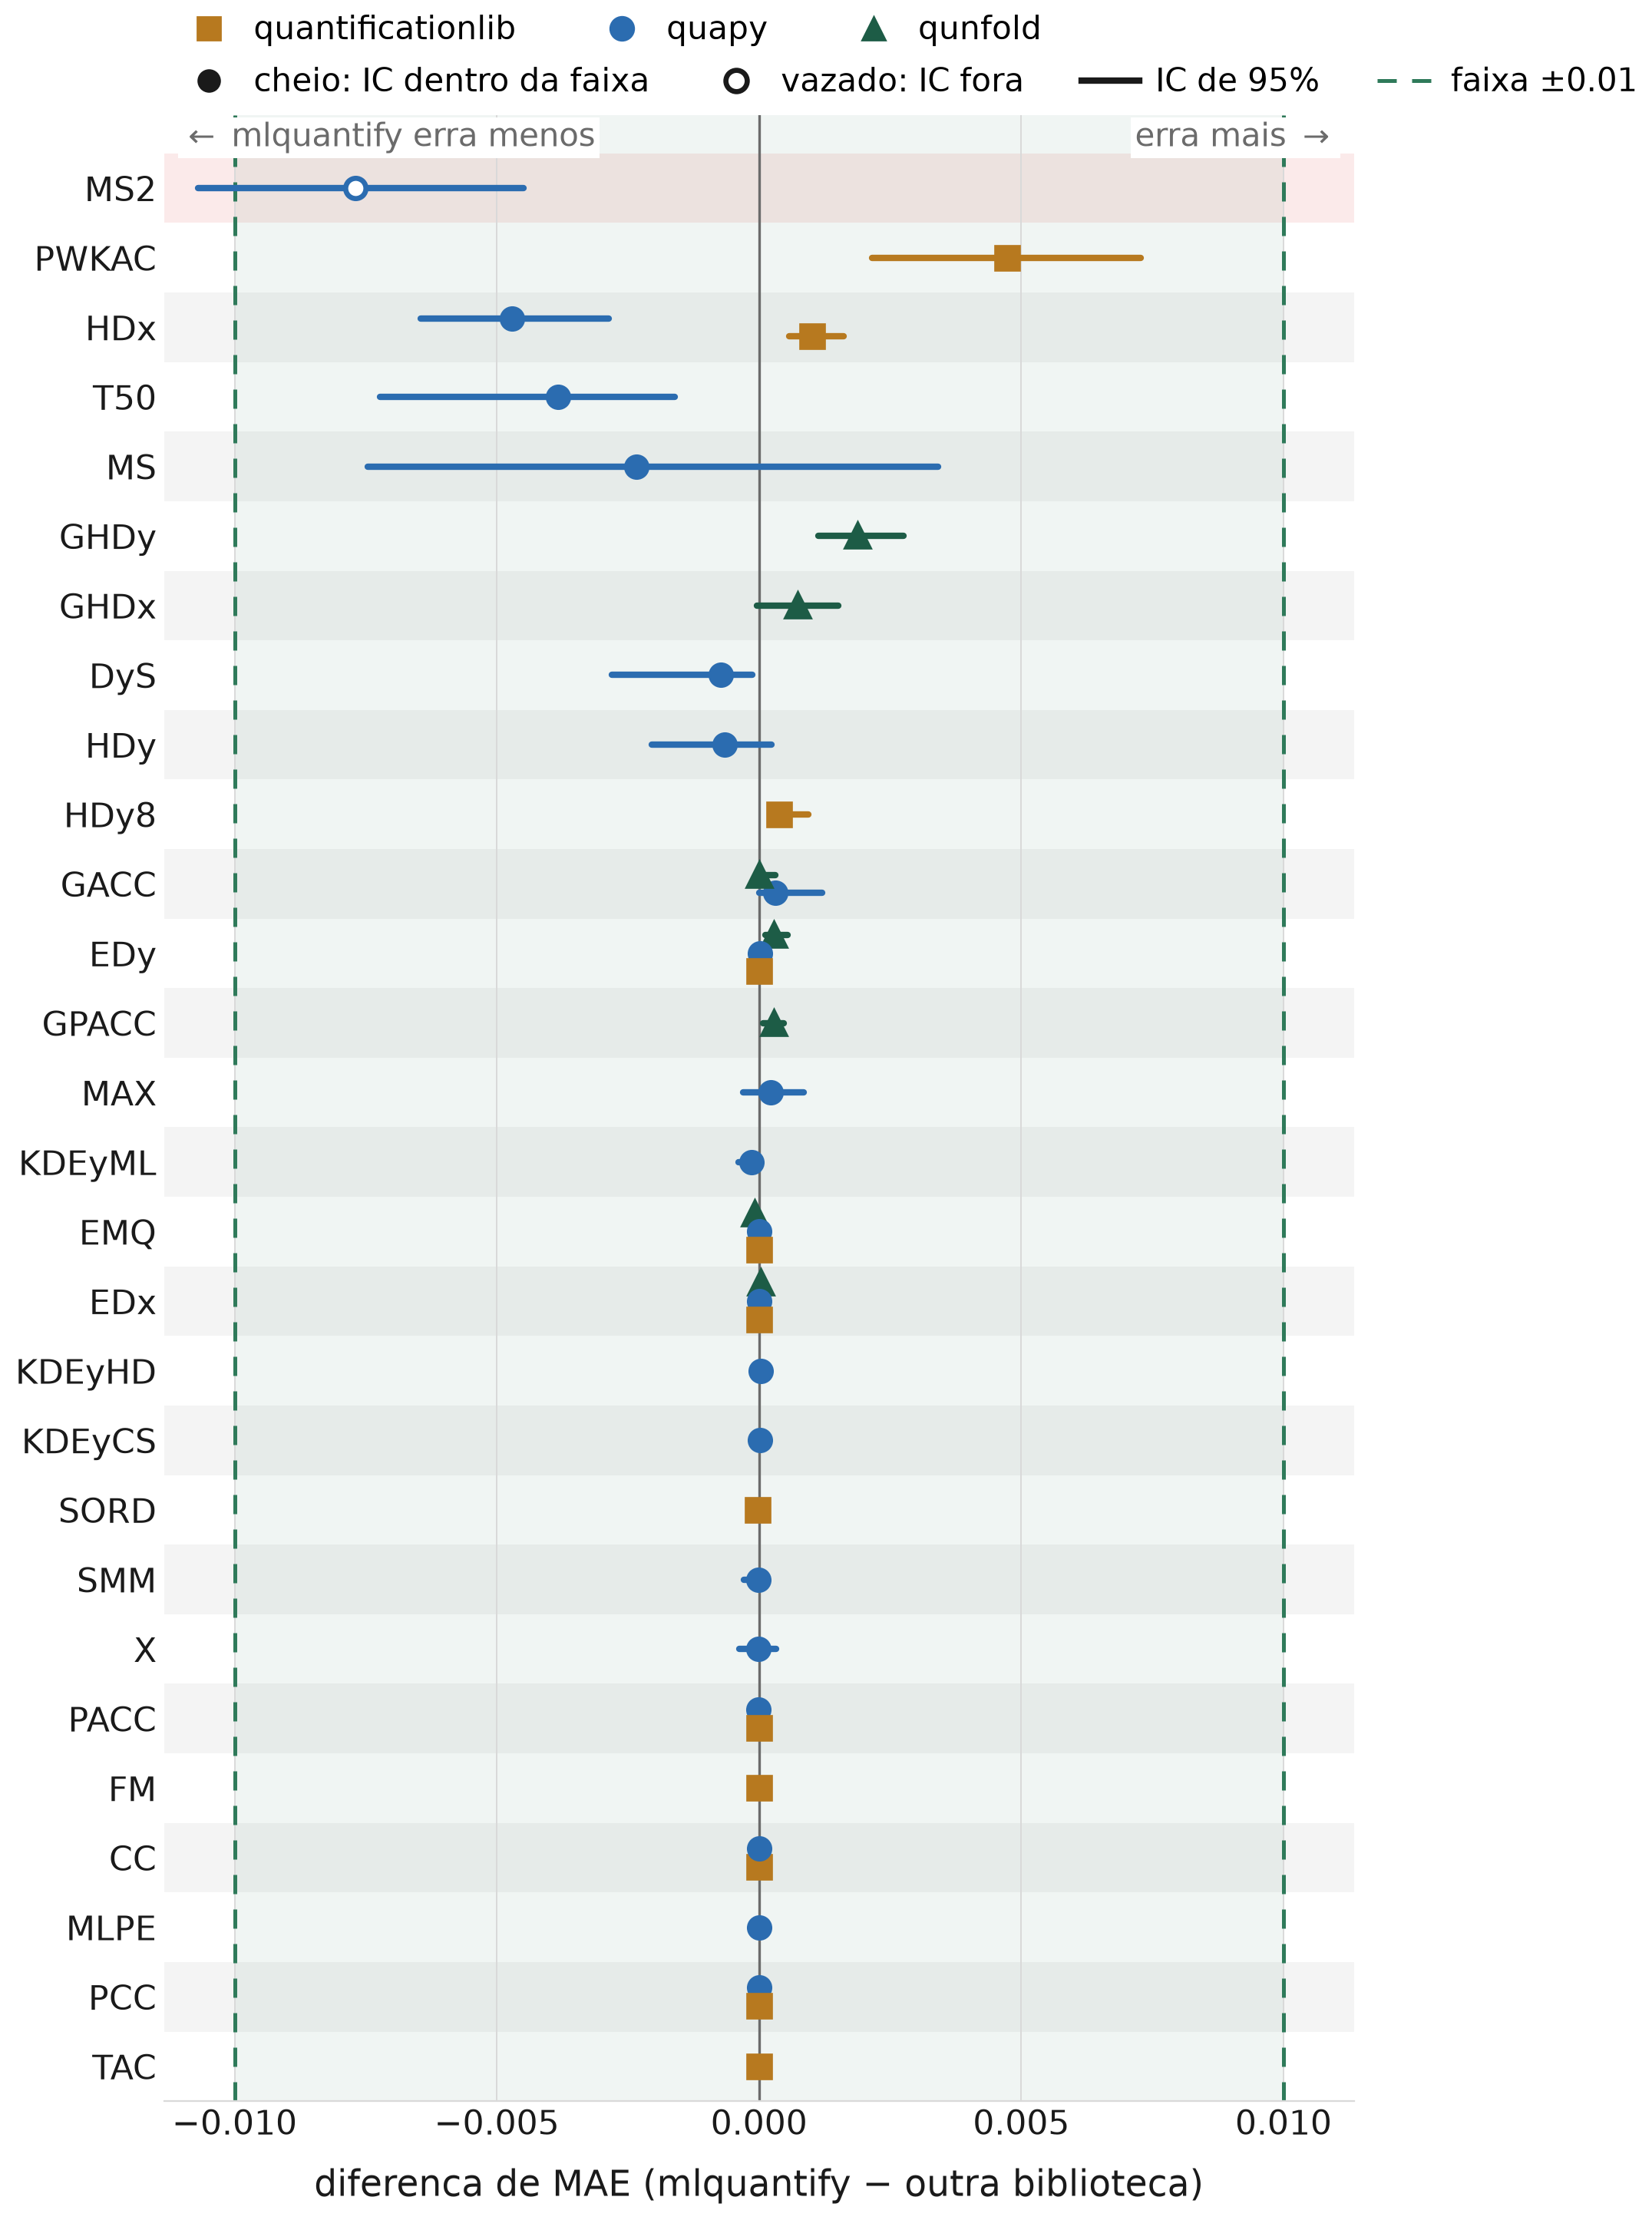 quantificationlib quapy qunfold
cheio: IC dentro da faixa vazado: IC fora IC de 95% faixa ±0.01
← mlquantify erra menos erra mais →
MS2
PWKAC
HDx
T50
MS
GHDy
GHDx
DyS
HDy
HDy8
GACC
EDy
GPACC
MAX
KDEyML
EMQ
EDx
KDEyHD
KDEyCS
SORD
SMM
X
PACC
FM
CC
MLPE
PCC
TAC
−0.010 −0.005 0.000 0.005 0.010
diferenca de MAE (mlquantify − outra biblioteca)